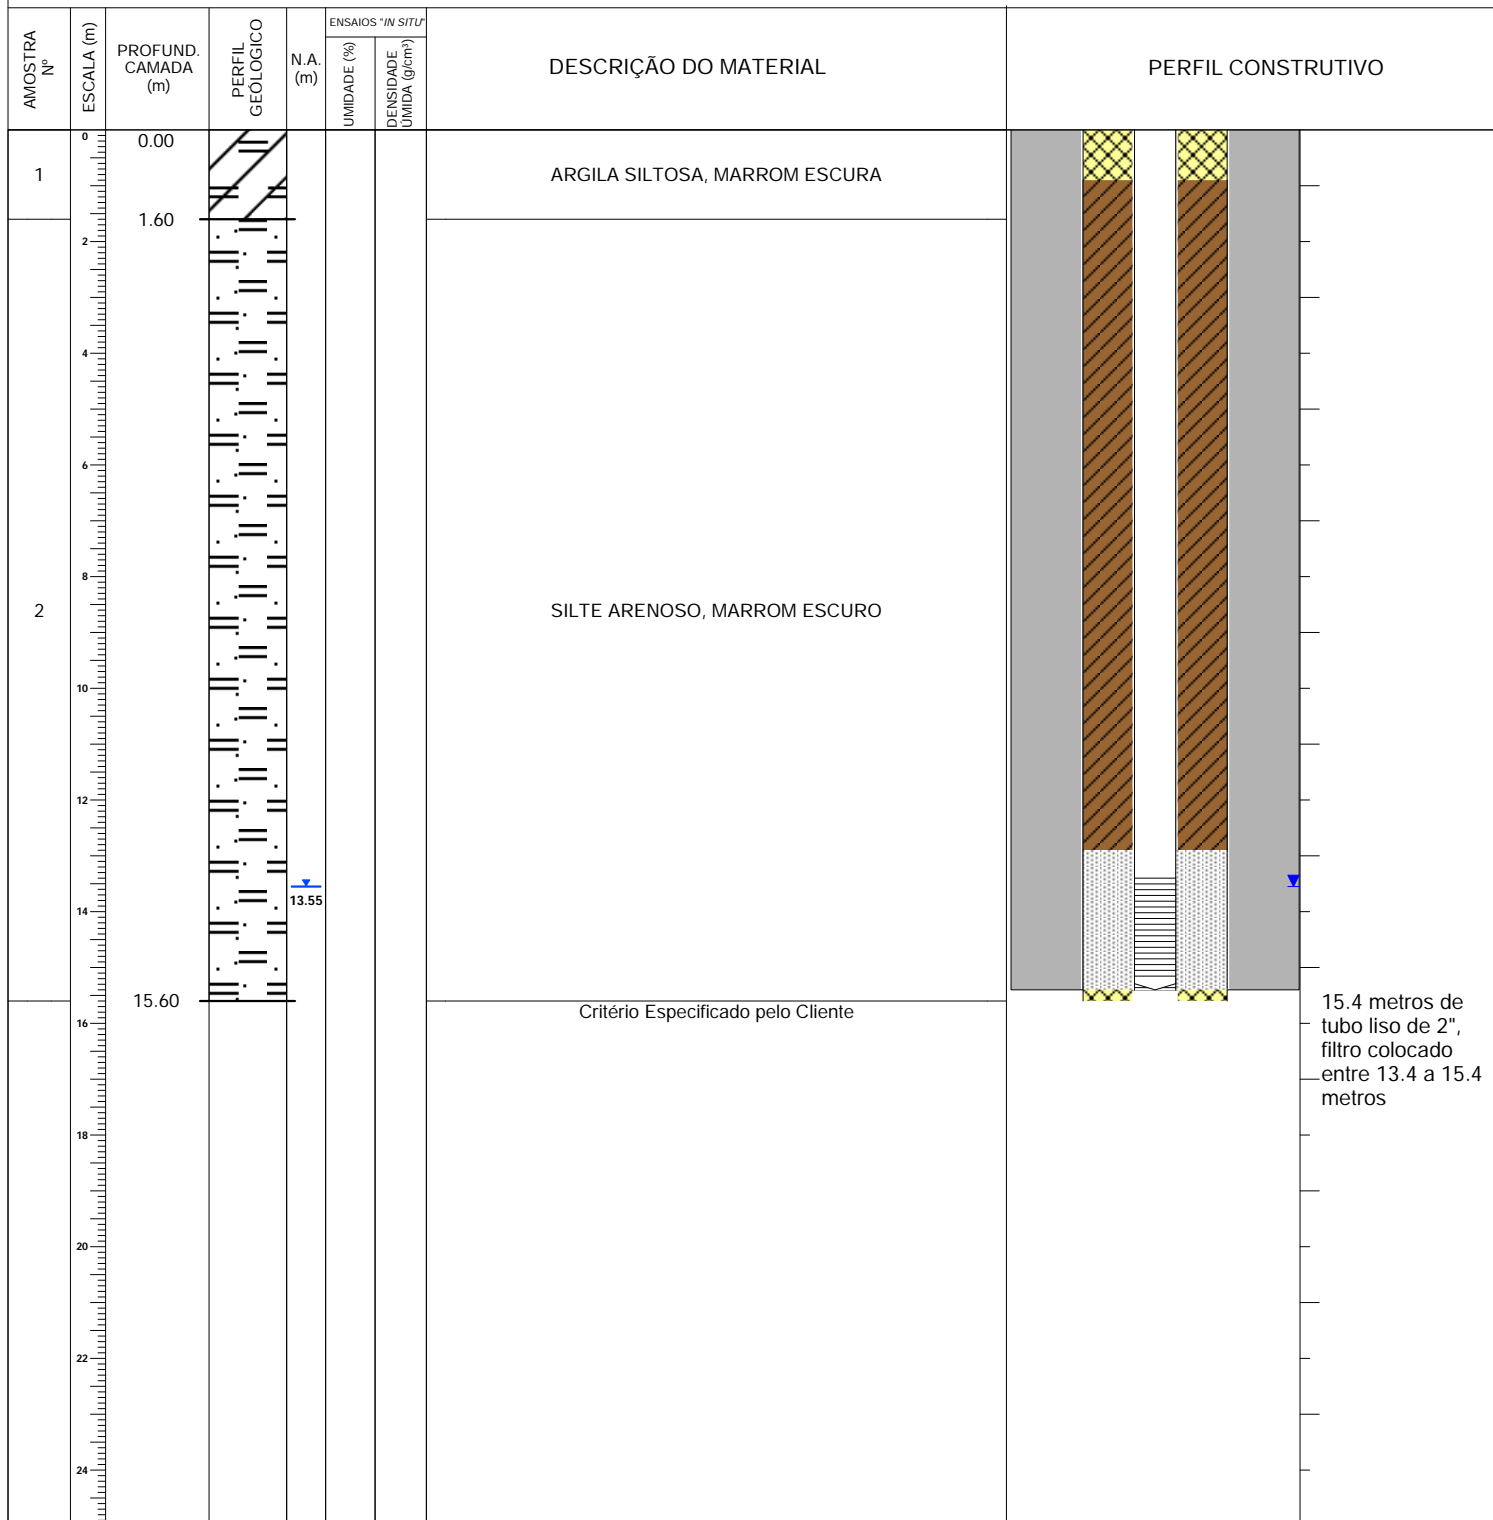 AMOSTRA
Nº
ESCALA (m)
PROFUND.
CAMADA
(m)
PERFIL
GEÓLOGICO
N.A.
(m)
ENSAIOS "IN SITU"
UMIDADE (%)
DENSIDADE
ÚMIDA (g/cm³)
DESCRIÇÃO DO MATERIAL
PERFIL CONSTRUTIVO
0
0.00
1
ARGILA SILTOSA, MARROM ESCURA
1.60
2
4
6
8
2
SILTE ARENOSO, MARROM ESCURO
10
12
13.55
14
15.60
Critério Especificado pelo Cliente
15.4 metros de
tubo liso de 2",
filtro colocado
entre 13.4 a 15.4
metros
16
18
20
22
24